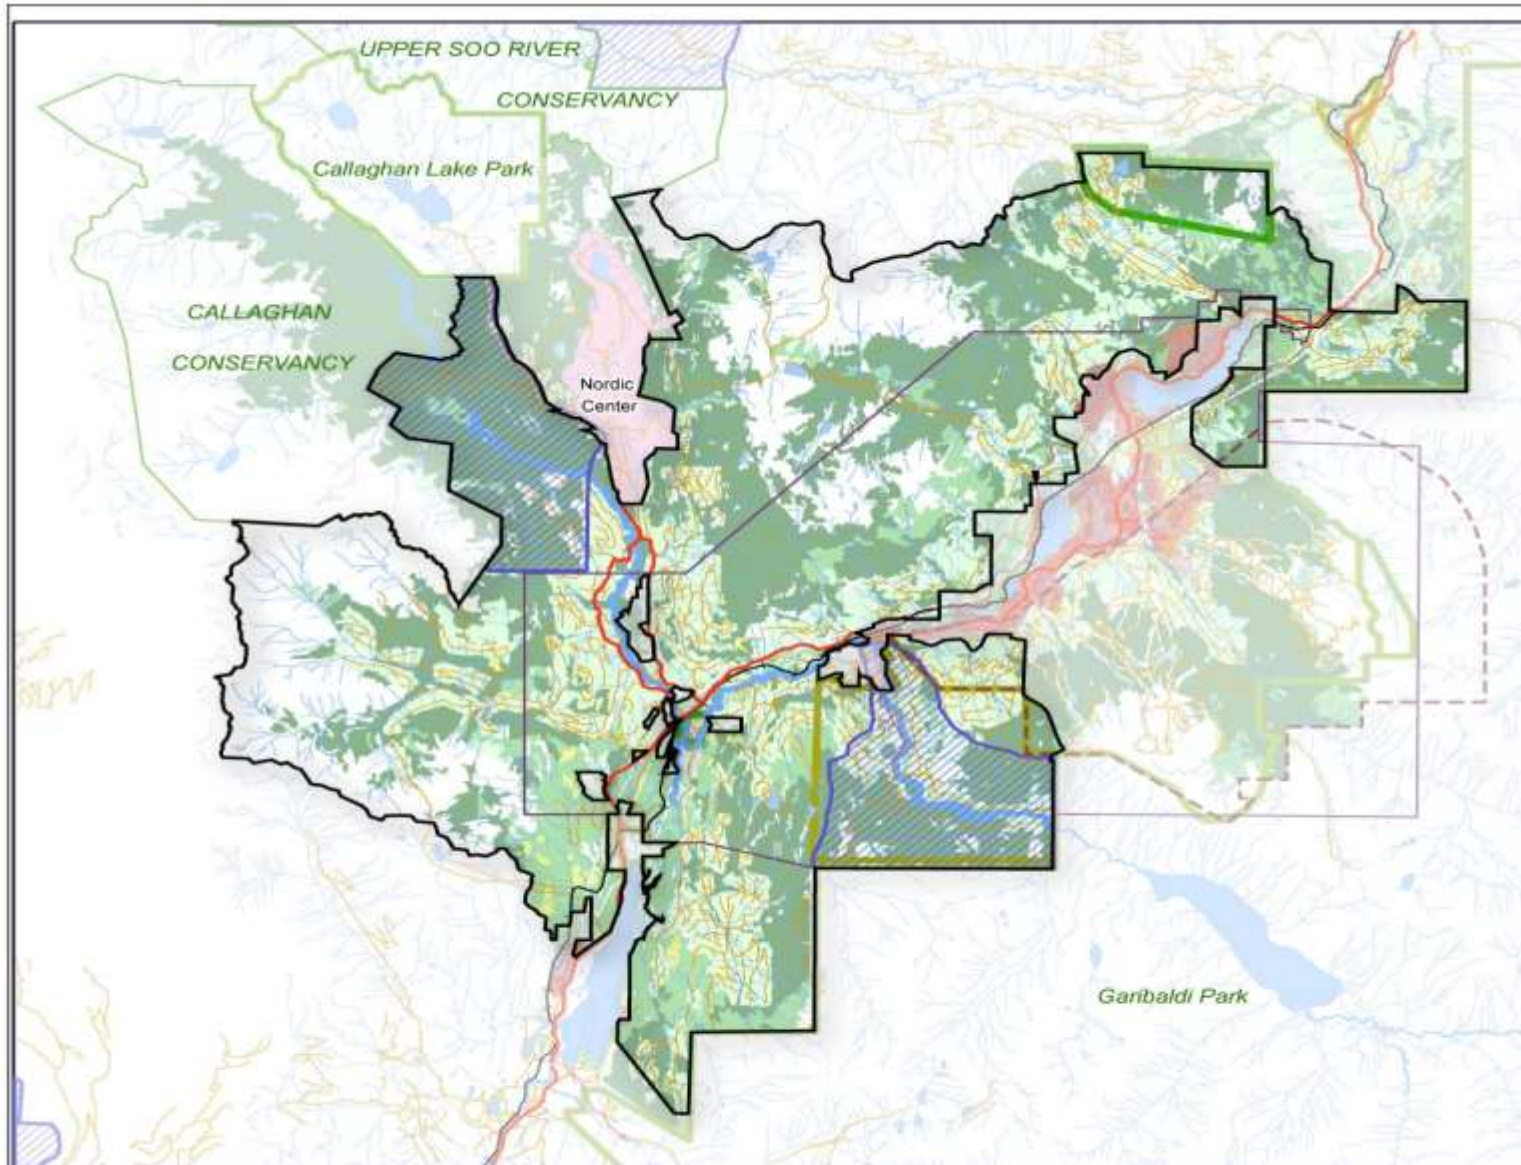 UPPER SOO RIVER
CONSERVANCY
Callaghan Lake Park
CALLAGHAN
CONSERVANCY
Nordic
Center
Garibaldi Park